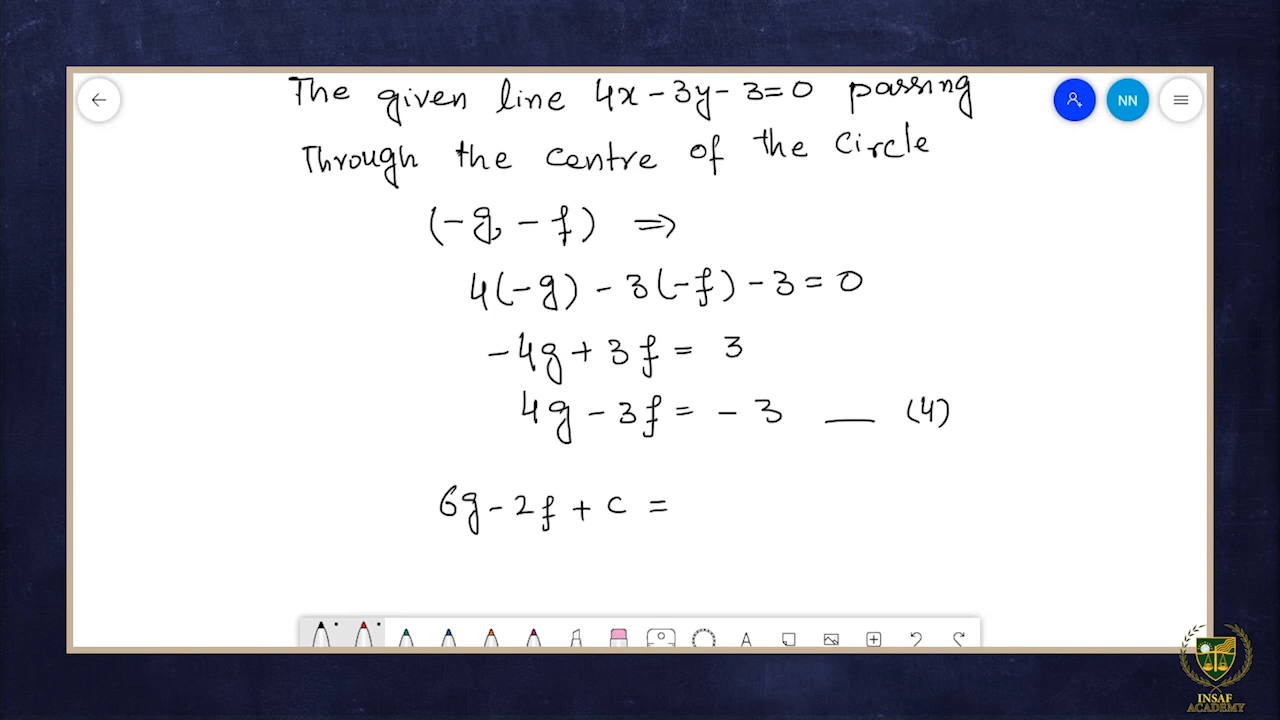 The given line 4x - 3y - 3 = 0 passing
Through the centre of the circle
(-g, -f) ⇒
4(-g) - 3(-f) - 3 = 0
-4g + 3f = 3
4g - 3f = - 3 __ (4)
6g - 2f + c =
NN
A
INSAF
ACADEMY